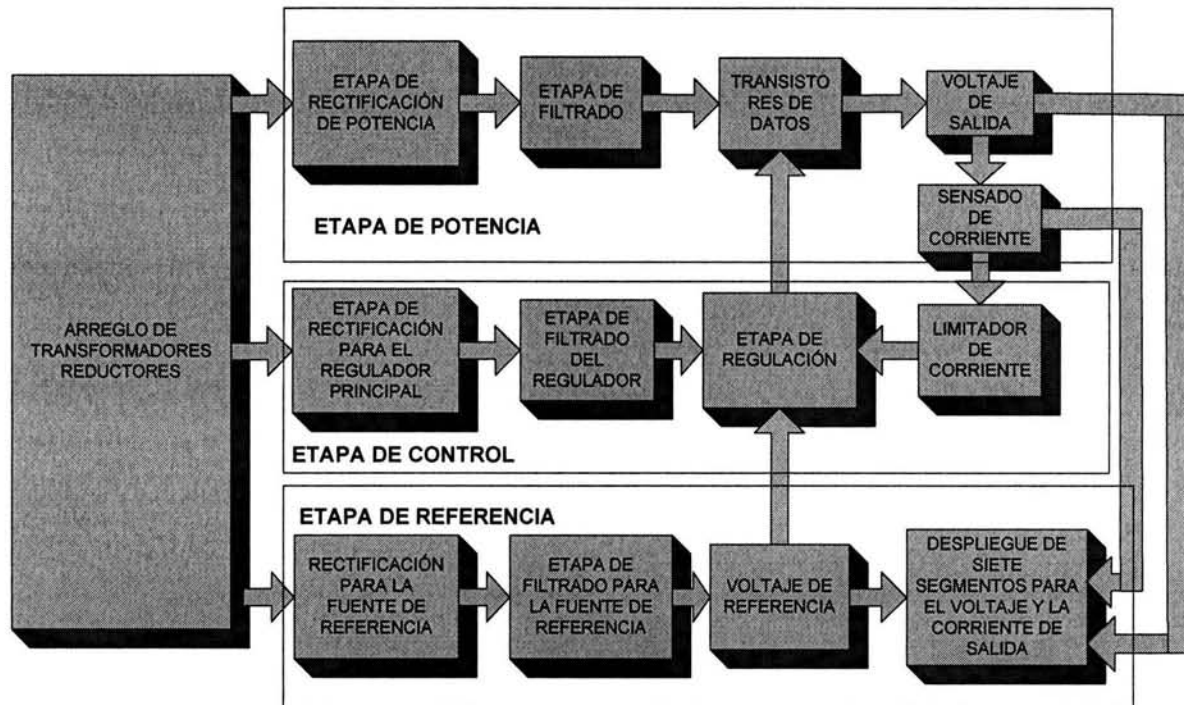 ARREGLO DE
TRANSFORMADORES
REDUCTORES
ETAPA DE
RECTIFICACIÓN
DE POTENCIA
ETAPA DE
FILTRADO
TRANSISTO
RES DE
DATOS
VOLTAJE
DE
SALIDA
SENSADO
DE
CORRIENTE
ETAPA DE POTENCIA
ETAPA DE
RECTIFICACIÓN
PARA EL
REGULADOR
PRINCIPAL
ETAPA DE
FILTRADO
DEL
REGULADOR
ETAPA DE
REGULACIÓN
LIMITADOR
DE
CORRIENTE
ETAPA DE CONTROL
ETAPA DE REFERENCIA
RECTIFICACIÓN
PARA LA
FUENTE DE
REFERENCIA
ETAPA DE
FILTRADO PARA
LA FUENTE DE
REFERENCIA
VOLTAJE DE
REFERENCIA
DESPLIEGUE DE
SIETE
SEGMENTOS PARA
EL VOLTAJE Y LA
CORRIENTE DE
SALIDA